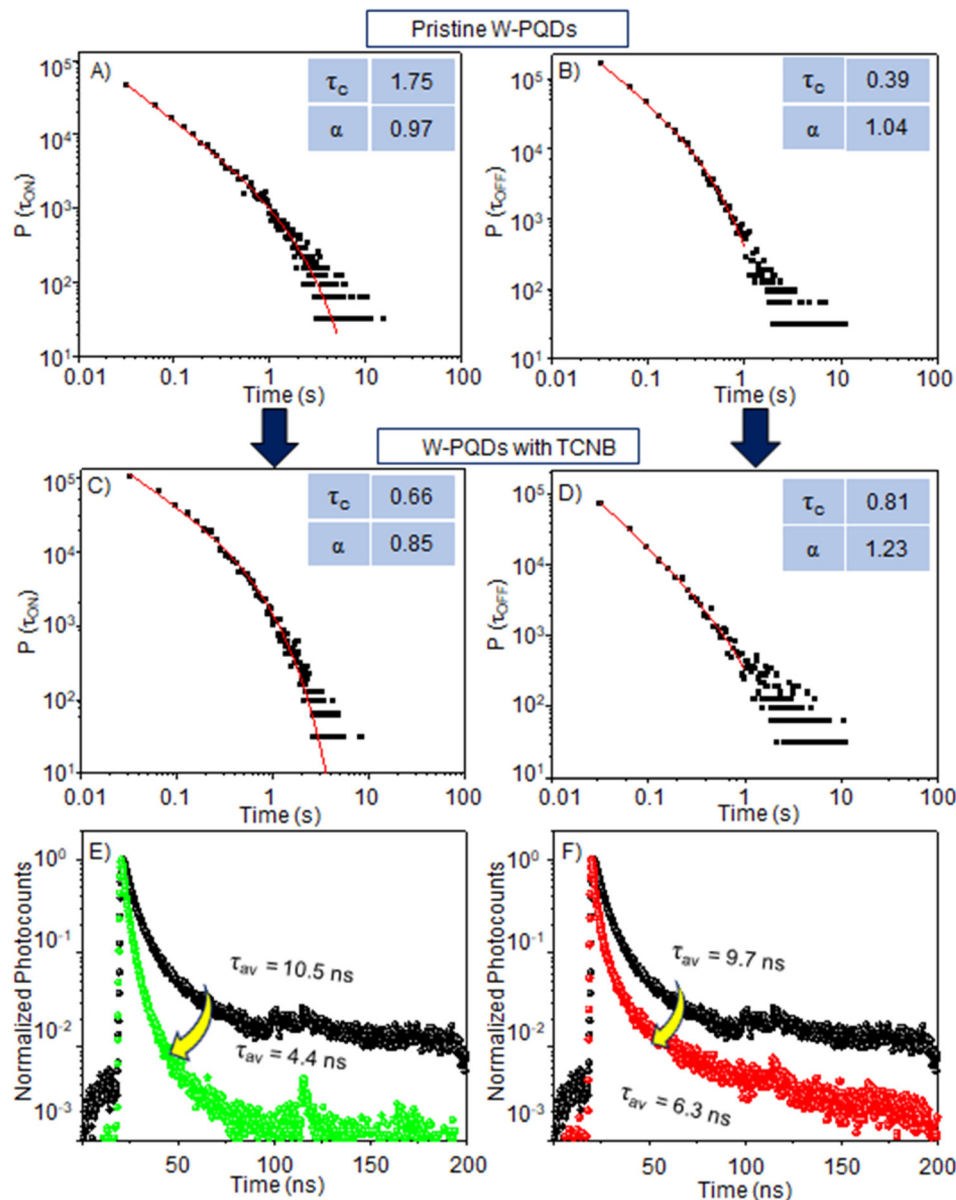 Pristine W-PQDs
A)
τc 1.75
α 0.97
P (τON)
10^5
10^4
10^3
10^2
10^1
0.01 0.1 1 10 100
Time (s)
B)
τc 0.39
α 1.04
P (τOFF)
10^5
10^4
10^3
10^2
10^1
0.01 0.1 1 10 100
Time (s)
W-PQDs with TCNB
C)
τc 0.66
α 0.85
P (τON)
10^5
10^4
10^3
10^2
10^1
0.01 0.1 1 10 100
Time (s)
D)
τc 0.81
α 1.23
P (τOFF)
10^5
10^4
10^3
10^2
10^1
0.01 0.1 1 10 100
Time (s)
E)
Normalized Photocounts
10^0
10^-1
10^-2
10^-3
τav = 10.5 ns
τav = 4.4 ns
50 100 150 200
Time (ns)
F)
Normalized Photocounts
10^0
10^-1
10^-2
10^-3
τav = 9.7 ns
τav = 6.3 ns
50 100 150 200
Time (ns)